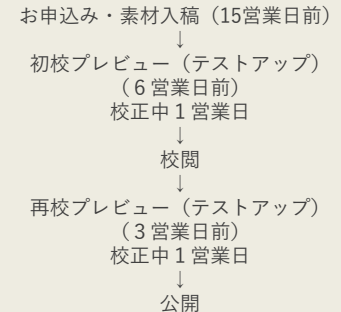 お申込み・素材入稿（15営業日前）
↓
初校プレビュー（テストアップ）
（６営業日前）
校正中１営業日
↓
校閲
↓
再校プレビュー（テストアップ）
（３営業日前）
校正中１営業日
↓
公開